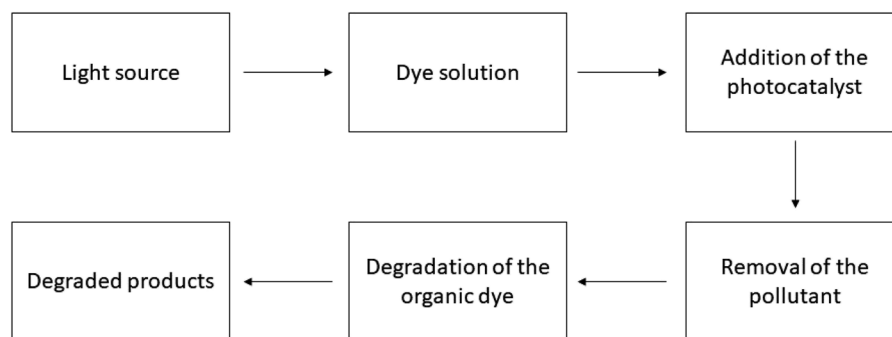 Light source
Dye solution
Addition of the
photocatalyst
Removal of the
pollutant
Degradation of the
organic dye
Degraded products